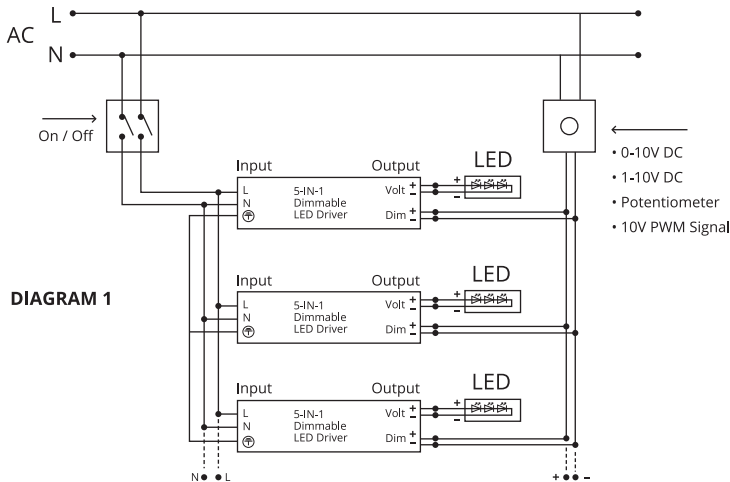 AC
L
N
On / Off
• 0-10V DC
• 1-10V DC
• Potentiometer
• 10V PWM Signal
DIAGRAM 1
Input Output LED
L 5-IN-1 Volt + + 
N Dimmable - -
LED Driver Dim + -
Input Output LED
L 5-IN-1 Volt + +
N Dimmable - -
LED Driver Dim + -
Input Output LED
L 5-IN-1 Volt + +
N Dimmable - -
LED Driver Dim + -
N L + -